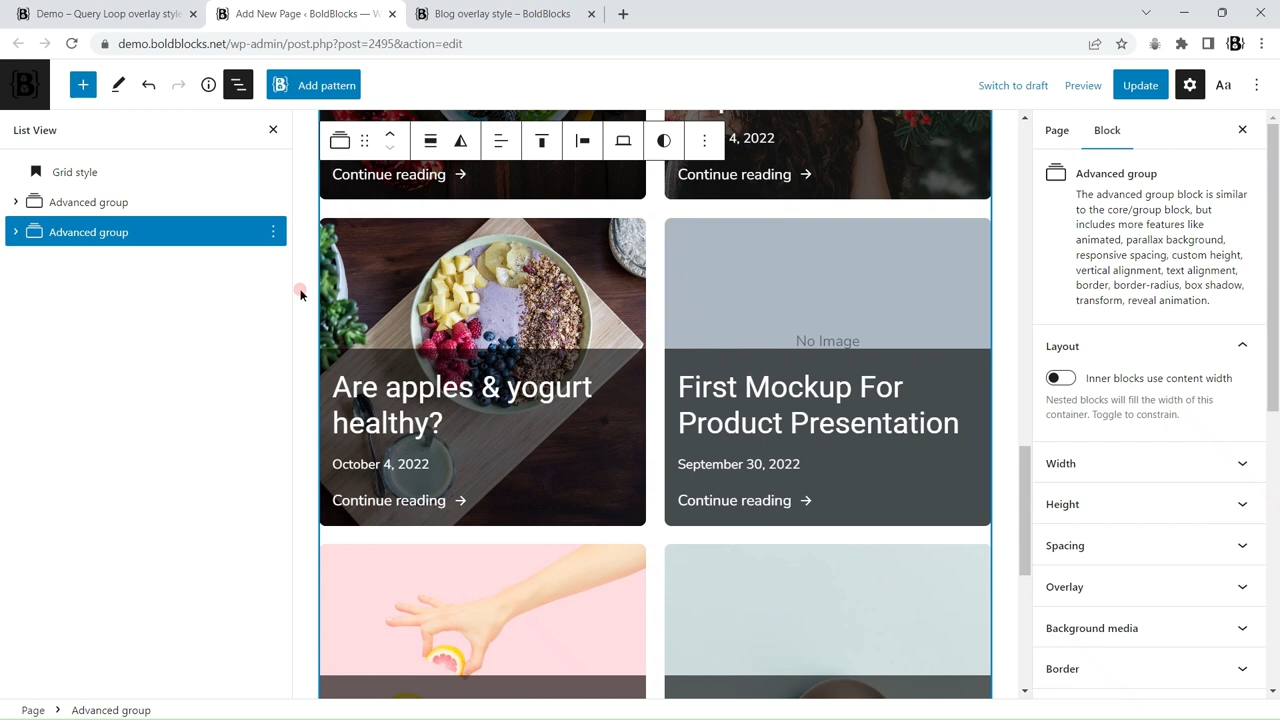 Demo – Query Loop overlay style
Add New Page ‹ BoldBlocks — W
Blog overlay style – BoldBlocks
demo.boldblocks.net/wp-admin/post.php?post=2495&action=edit
Add pattern
Switch to draft
Preview
Update
Aa
List View
Page
Block
Grid style
Advanced group
Advanced group
4, 2022
Continue reading →
Continue reading →
Advanced group
The advanced group block is similar
to the core/group block, but
includes more features like
animated, parallax background,
responsive spacing, custom height,
vertical alignment, text alignment,
border, border-radius, box shadow,
transform, reveal animation.
No Image
Are apples & yogurt
healthy?
October 4, 2022
Continue reading →
First Mockup For
Product Presentation
September 30, 2022
Continue reading →
Layout
Inner blocks use content width
Nested blocks will fill the width of this
container. Toggle to constrain.
Width
Height
Spacing
Overlay
Background media
Border
Page › Advanced group